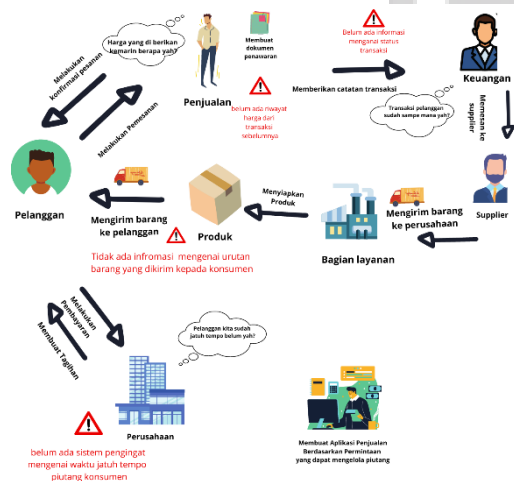 Harga yang di berikan
kemarin berapa yah?
Melakukan
konfirmasi pesanan
Melakukan Pemesanan
Penjualan
Membuat
dokumen
penawaran
belum ada riwayat
harga dari
transaksi
sebelumnya
Belum ada informasi
menganai status
transaksi
Memberikan catatan transaksi
Transaksi pelanggan
sudah sampe mana yah?
Keuangan
Memesan ke
supplier
Supplier
Mengirim barang
ke perusahaan
Bagian layanan
Menyiapkan
Produk
Produk
Mengirim barang
ke pelanggan
Pelanggan
Tidak ada infromasi mengenai urutan
barang yang dikirim kepada konsumen
Melakukan
Pembayaran
Membuat Tagihan
Pelanggan kita sudah
jatuh tempo belum yah?
Perusahaan
belum ada sistem pengingat
mengenai waktu jatuh tempo
piutang konsumen
Membuat Aplikasi Penjualan
Berdasarkan Permintaan
yang dapat mengelola piutang